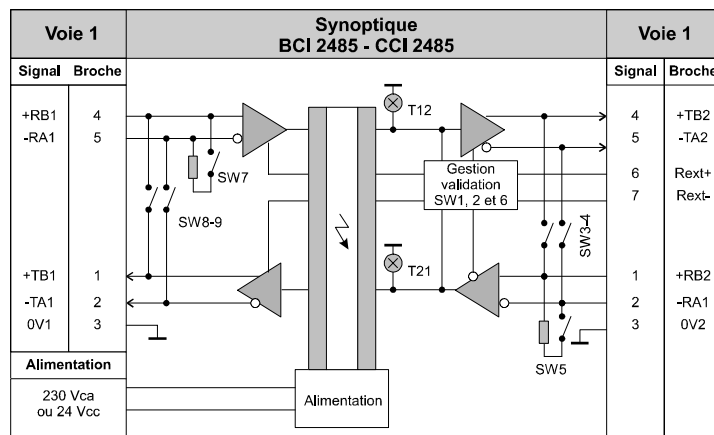 Voie 1
Synoptique
BCI 2485 - CCI 2485
Voie 1
Signal Broche
Signal Broche
+RB1 4
-RA1 5
+TB1 1
-TA1 2
0V1 3
Alimentation
230 Vca
ou 24 Vcc
T12
SW7
SW8-9
Gestion
validation
SW1, 2 et 6
SW3-4
T21
SW5
Alimentation
4 +TB2
5 -TA2
6 Rext+
7 Rext-
1 +RB2
2 -RA1
3 0V2